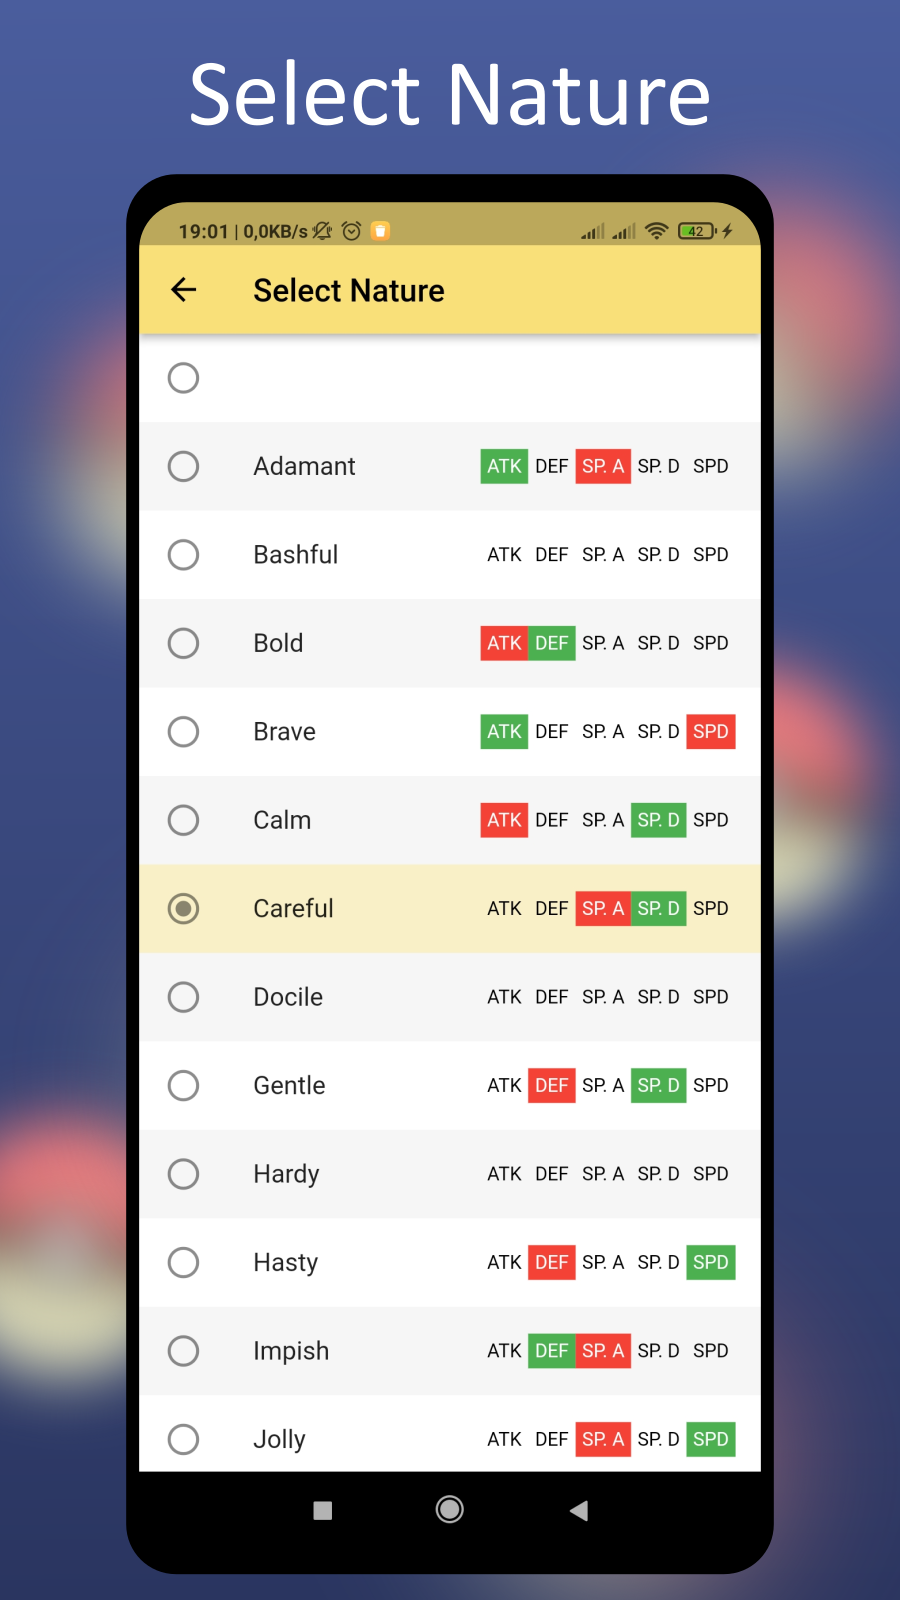 Select Nature
19:01 | 0,0KB/s 42
Select Nature
Adamant ATK DEF SP. A SP. D SPD
Bashful ATK DEF SP. A SP. D SPD
Bold ATK DEF SP. A SP. D SPD
Brave ATK DEF SP. A SP. D SPD
Calm ATK DEF SP. A SP. D SPD
Careful ATK DEF SP. A SP. D SPD
Docile ATK DEF SP. A SP. D SPD
Gentle ATK DEF SP. A SP. D SPD
Hardy ATK DEF SP. A SP. D SPD
Hasty ATK DEF SP. A SP. D SPD
Impish ATK DEF SP. A SP. D SPD
Jolly ATK DEF SP. A SP. D SPD